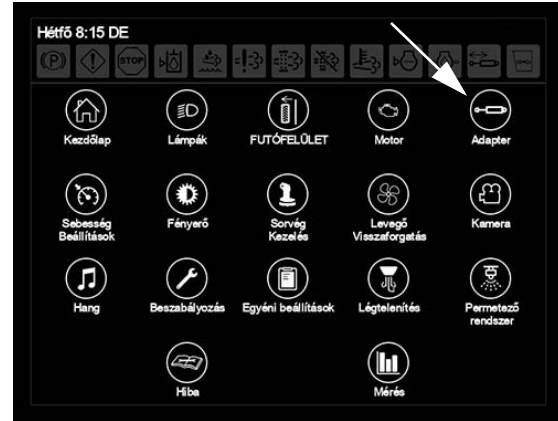 Hétfő 8:15 DE
(P) STOP
Kezdőlap Lámpák FUTÓFELÜLET Motor Adapter
Sebesség Fényerő Sorvég Levegő Kamera
Beállítások Kezelés Visszaforgatás
Hang Beszabályozás Egyéni beállítások Légtelenítés Permetező
rendszer
Hiba Mérés